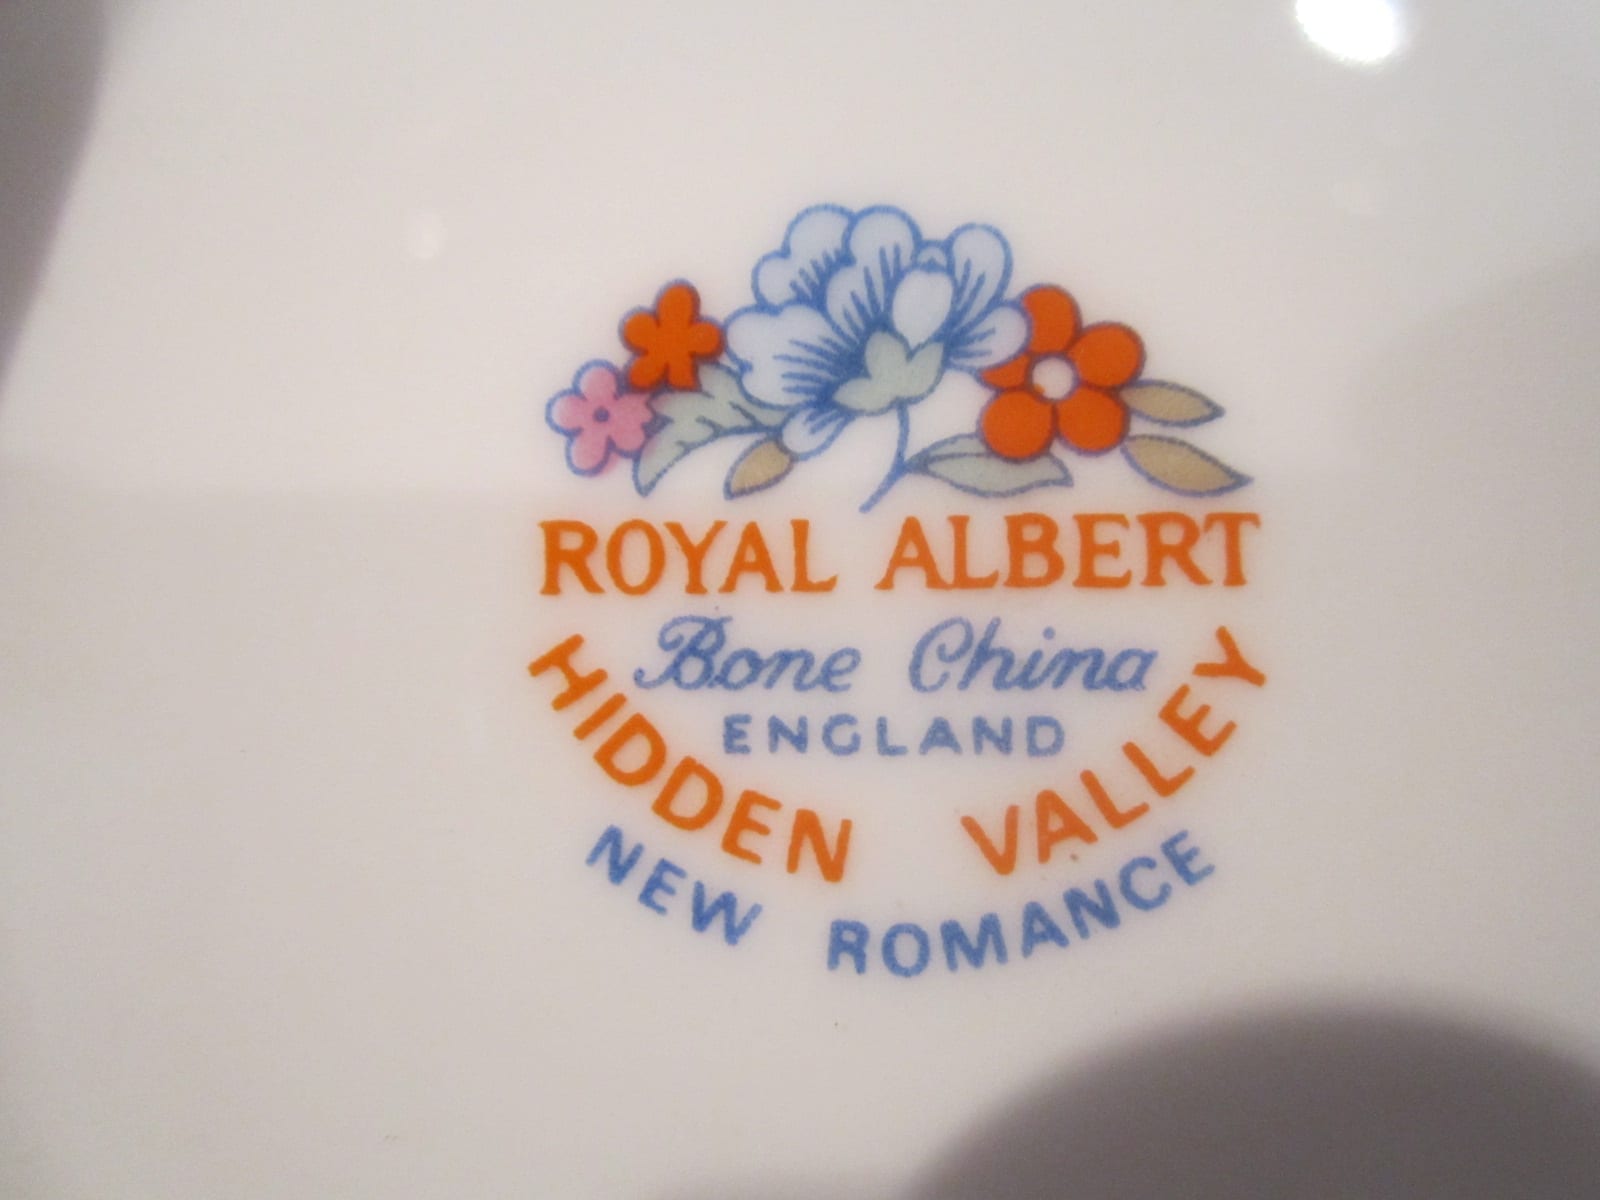 ROYAL ALBERT
Bone China
ENGLAND
HIDDEN VALLEY
NEW ROMANCE